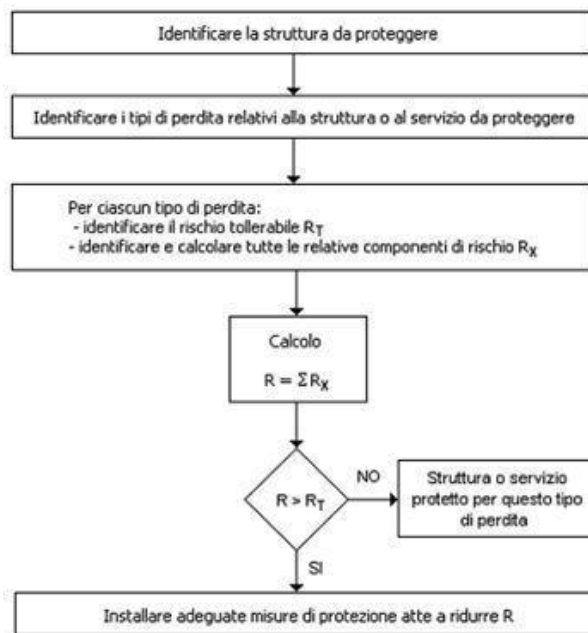 Identificare la struttura da proteggere
Identificare i tipi di perdita relativi alla struttura o al servizio da proteggere
Per ciascun tipo di perdita:
- identificare il rischio tollerabile RT
- identificare e calcolare tutte le relative componenti di rischio RX
Calcolo
R = ΣRX
R > RT
NO
Struttura o servizio
protetto per questo tipo
di perdita
SI
Installare adeguate misure di protezione atte a ridurre R